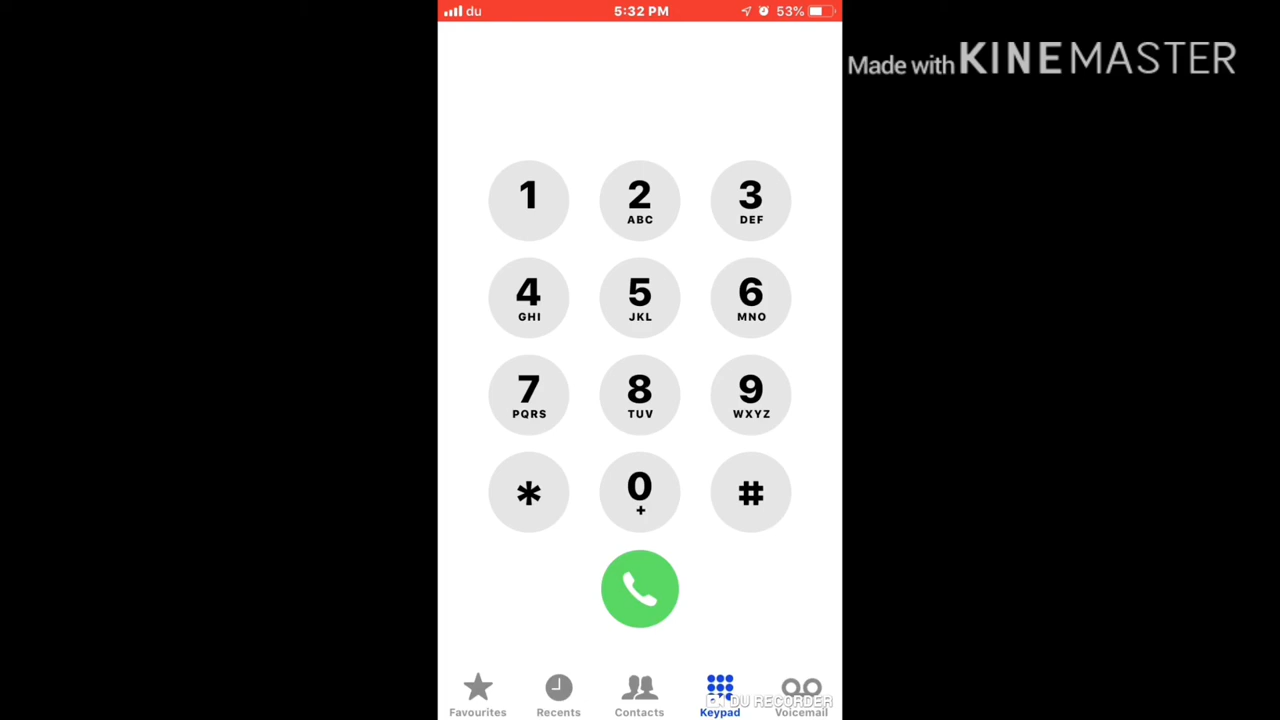 du
5:32 PM
53%
Made with KINEMASTER
1
2
ABC
3
DEF
4
GHI
5
JKL
6
MNO
7
PQRS
8
TUV
9
WXYZ
*
0
+
#
DU RECORDER
Favourites
Recents
Contacts
Keypad
Voicemail